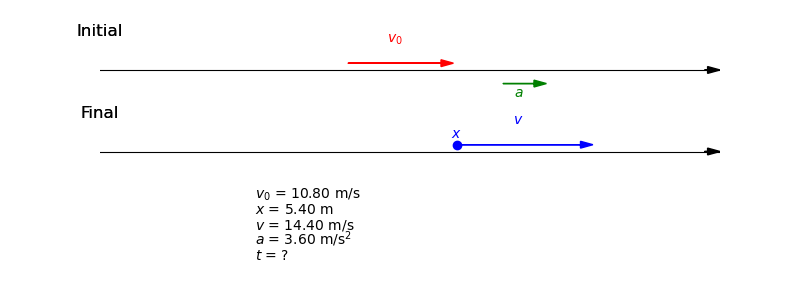 Initial
v₀
a
Final
v
x
v₀ = 10.80 m/s
x = 5.40 m
v = 14.40 m/s
a = 3.60 m/s²
t = ?